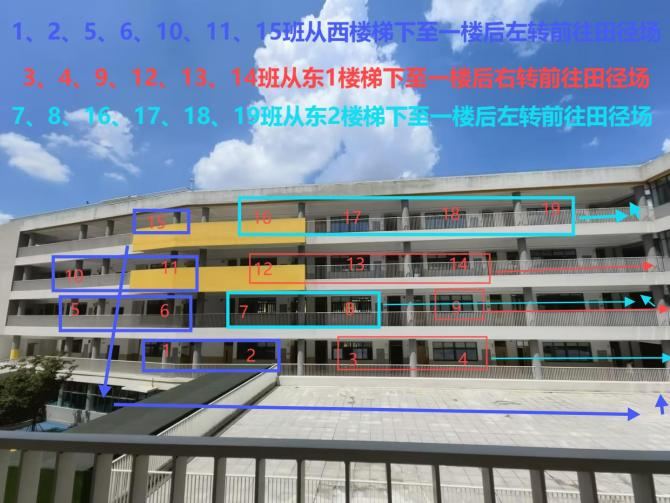 1、2、5、6、10、11、15班从西楼梯下至一楼后左转前往田径场
3、4、9、12、13、14班从东1楼梯下至一楼后右转前往田径场
7、8、16、17、18、19班从东2楼梯下至一楼后左转前往田径场
15 16 17 18 19
10 11 12 13 14
5 6 7 8 9
1 2 3 4